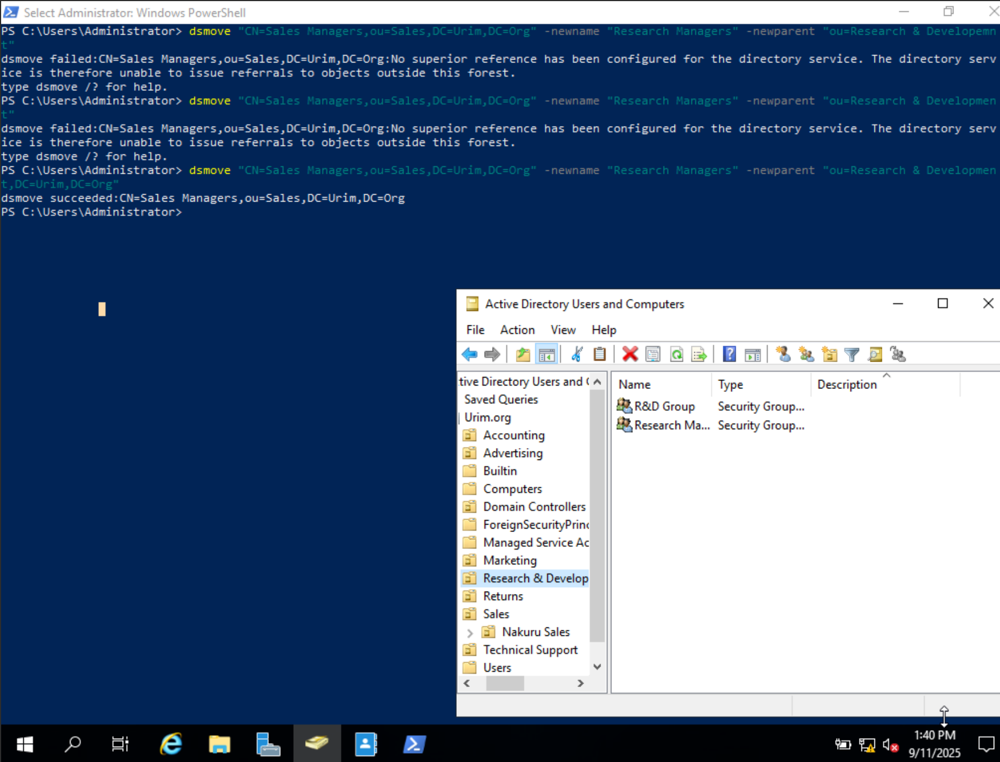 Select Administrator: Windows PowerShell
PS C:\Users\Administrator> dsmove "CN=Sales Managers,ou=Sales,DC=Urim,DC=Org" -newname "Research Managers" -newparent "ou=Research & Developemn
t"
dsmove failed:CN=Sales Managers,ou=Sales,DC=Urim,DC=Org:No superior reference has been configured for the directory service. The directory serv
ice is therefore unable to issue referrals to objects outside this forest.
type dsmove /? for help.
PS C:\Users\Administrator> dsmove "CN=Sales Managers,ou=Sales,DC=Urim,DC=Org" -newname "Research Managers" -newparent "ou=Research & Developmen
t"
dsmove failed:CN=Sales Managers,ou=Sales,DC=Urim,DC=Org:No superior reference has been configured for the directory service. The directory serv
ice is therefore unable to issue referrals to objects outside this forest.
type dsmove /? for help.
PS C:\Users\Administrator> dsmove "CN=Sales Managers,ou=Sales,DC=Urim,DC=Org" -newname "Research Managers" -newparent "ou=Research & Developmen
t,DC=Urim,DC=Org"
dsmove succeeded:CN=Sales Managers,ou=Sales,DC=Urim,DC=Org
PS C:\Users\Administrator>
Active Directory Users and Computers
File Action View Help
tive Directory Users and (
Saved Queries
Urim.org
Accounting
Advertising
Builtin
Computers
Domain Controllers
ForeignSecurityPrinc
Managed Service Ac
Marketing
Research & Develop
Returns
Sales
Nakuru Sales
Technical Support
Users
Name Type Description
R&D Group Security Group...
Research Ma... Security Group...
1:40 PM
9/11/2025